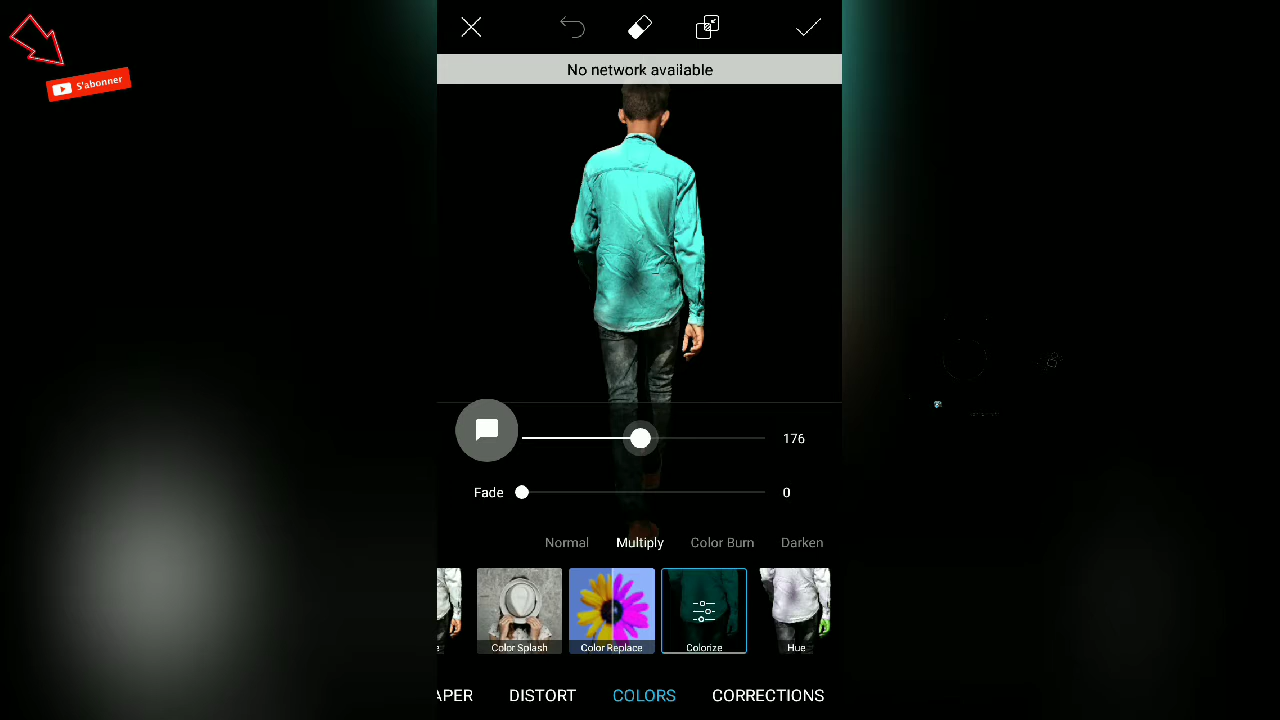 S'abonner
No network available
176
Fade 0
Normal Multiply Color Burn Darken
Color Splash Color Replace Colorize Hue
APER DISTORT COLORS CORRECTIONS